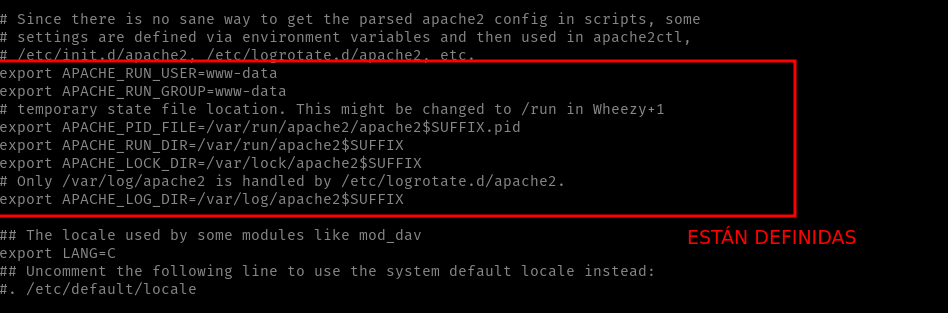 # Since there is no sane way to get the parsed apache2 config in scripts, some
# settings are defined via environment variables and then used in apache2ctl,
# /etc/init.d/apache2, /etc/logrotate.d/apache2, etc.
export APACHE_RUN_USER=www-data
export APACHE_RUN_GROUP=www-data
# temporary state file location. This might be changed to /run in Wheezy+1
export APACHE_PID_FILE=/var/run/apache2/apache2$SUFFIX.pid
export APACHE_RUN_DIR=/var/run/apache2$SUFFIX
export APACHE_LOCK_DIR=/var/lock/apache2$SUFFIX
# Only /var/log/apache2 is handled by /etc/logrotate.d/apache2.
export APACHE_LOG_DIR=/var/log/apache2$SUFFIX
## The locale used by some modules like mod_dav
ESTÁN DEFINIDAS
export LANG=C
## Uncomment the following line to use the system default locale instead:
#. /etc/default/locale